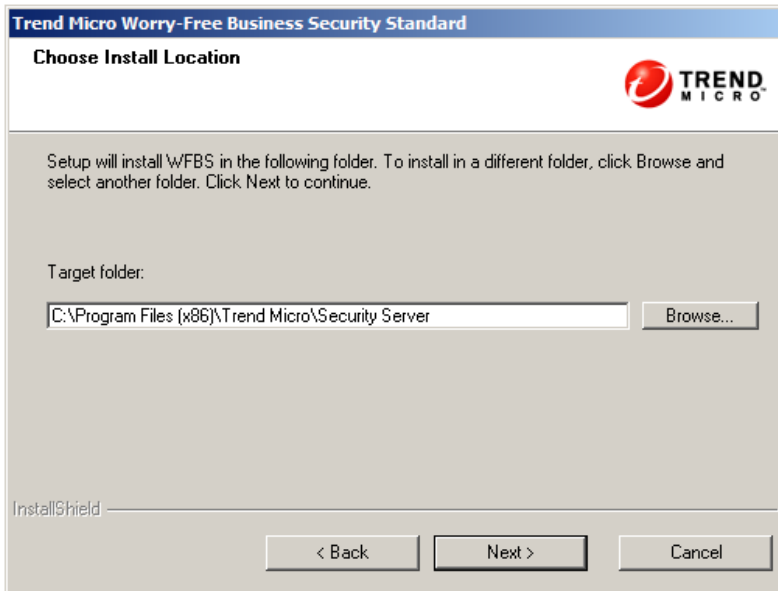 Trend Micro Worry-Free Business Security Standard
Choose Install Location
TREND
MICRO
Setup will install WFBS in the following folder. To install in a different folder, click Browse and
select another folder. Click Next to continue.
Target folder:
C:\Program Files (x86)\Trend Micro\Security Server
Browse...
InstallShield
< Back
Next >
Cancel